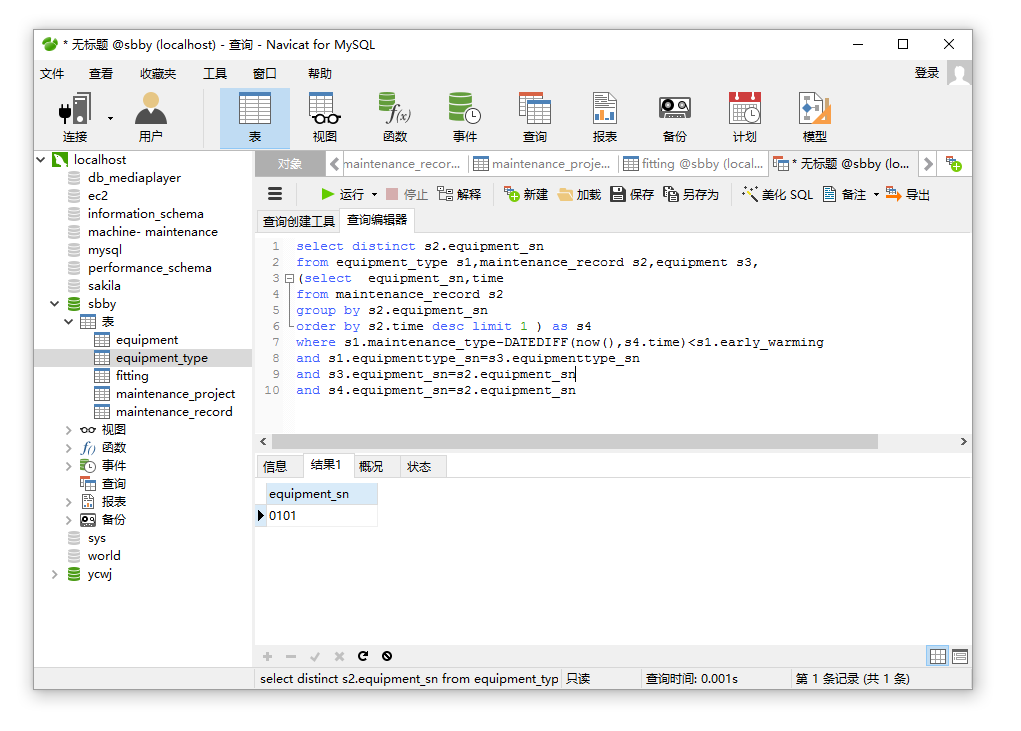 * 无标题 @sbby (localhost) - 查询 - Navicat for MySQL
文件 查看 收藏夹 工具 窗口 帮助 登录
连接 用户 表 视图 函数 事件 查询 报表 备份 计划 模型
对象 maintenance_recor... maintenance_proje... fitting @sbby (local... * 无标题 @sbby (lo...
运行 停止 解释 新建 加载 保存 另存为 美化 SQL 备注 导出
查询创建工具 查询编辑器
localhost
db_mediaplayer
ec2
information_schema
machine- maintenance
mysql
performance_schema
sakila
sbby
表
equipment
equipment_type
fitting
maintenance_project
maintenance_record
视图
函数
事件
查询
报表
备份
sys
world
ycwj
1 select distinct s2.equipment_sn
2 from equipment_type s1,maintenance_record s2,equipment s3,
3 (select  equipment_sn,time
4 from maintenance_record s2
5 group by s2.equipment_sn
6 order by s2.time desc limit 1 ) as s4
7 where s1.maintenance_type-DATEDIFF(now(),s4.time)<s1.early_warming
8 and s1.equipmenttype_sn=s3.equipmenttype_sn
9 and s3.equipment_sn=s2.equipment_sn
10 and s4.equipment_sn=s2.equipment_sn
信息 结果1 概况 状态
equipment_sn
0101
select distinct s2.equipment_sn from equipment_typ 只读 查询时间: 0.001s 第 1 条记录 (共 1 条)